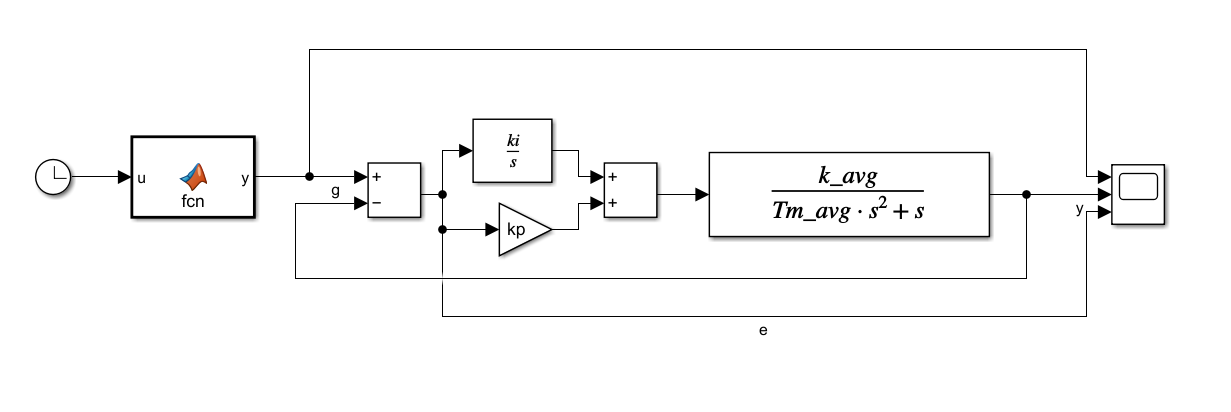 u
y
fcn
g
+
−
ki
s
kp
+
+
k_avg
Tm_avg · s² + s
y
e